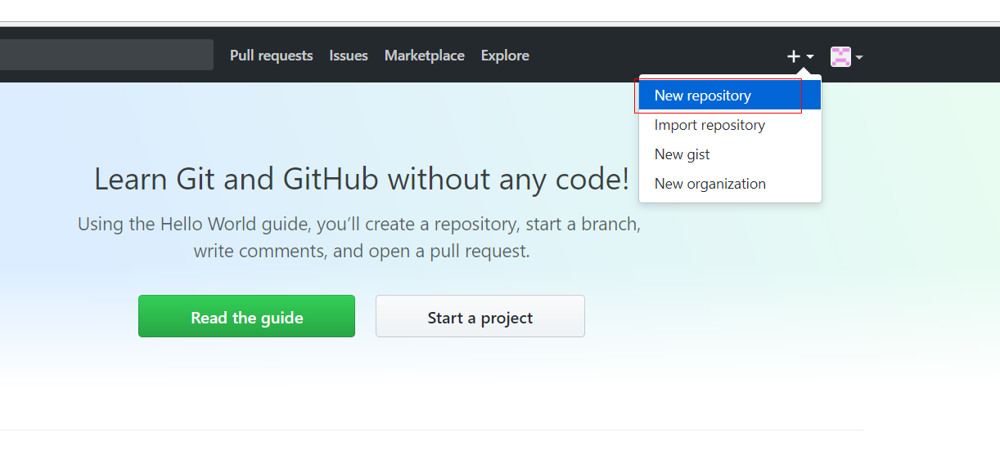 Pull requests Issues Marketplace Explore
New repository
Import repository
New gist
New organization
Learn Git and GitHub without any code!
Using the Hello World guide, you’ll create a repository, start a branch,
write comments, and open a pull request.
Read the guide Start a project